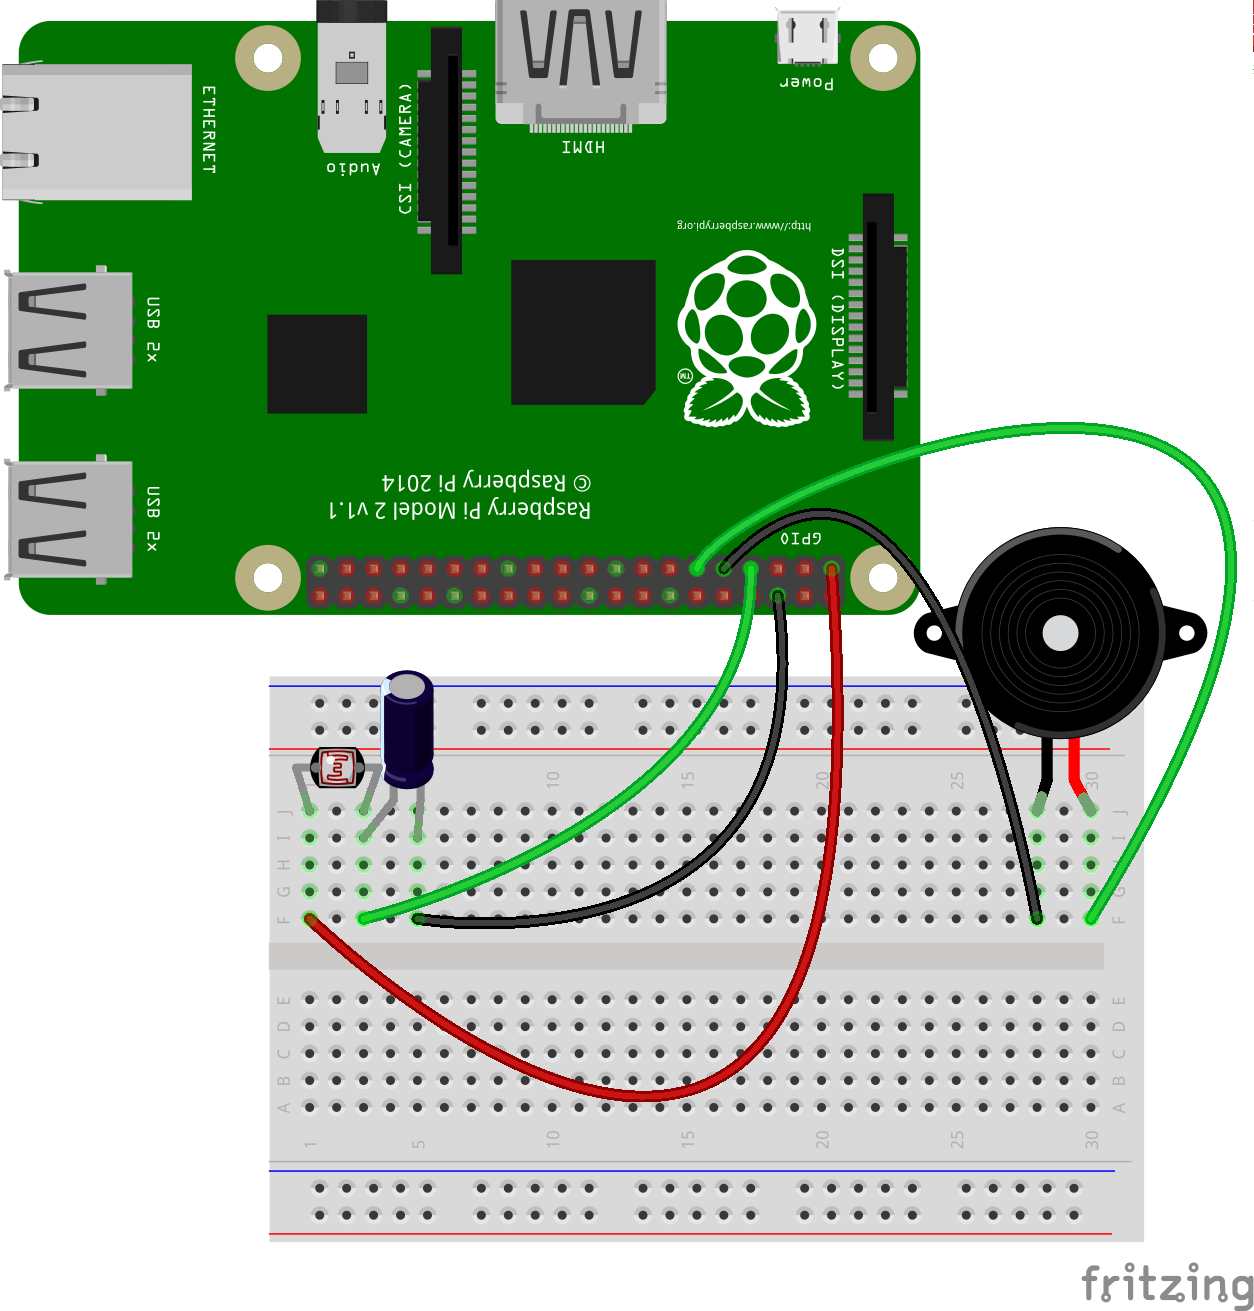 Power
ETHERNET
Audio
CSI (CAMERA)
HDMI
http://www.raspberrypi.org
DSI (DISPLAY)
USB 2x
TM
© Raspberry Pi 2014
Raspberry Pi Model 2 v1.1
USB 2x
GPIO
10 15 20 25 30
J J
I I
H
G G
F F
E E
D D
C C
B B
A A
1 5 10 15 20 25 30
fritzing